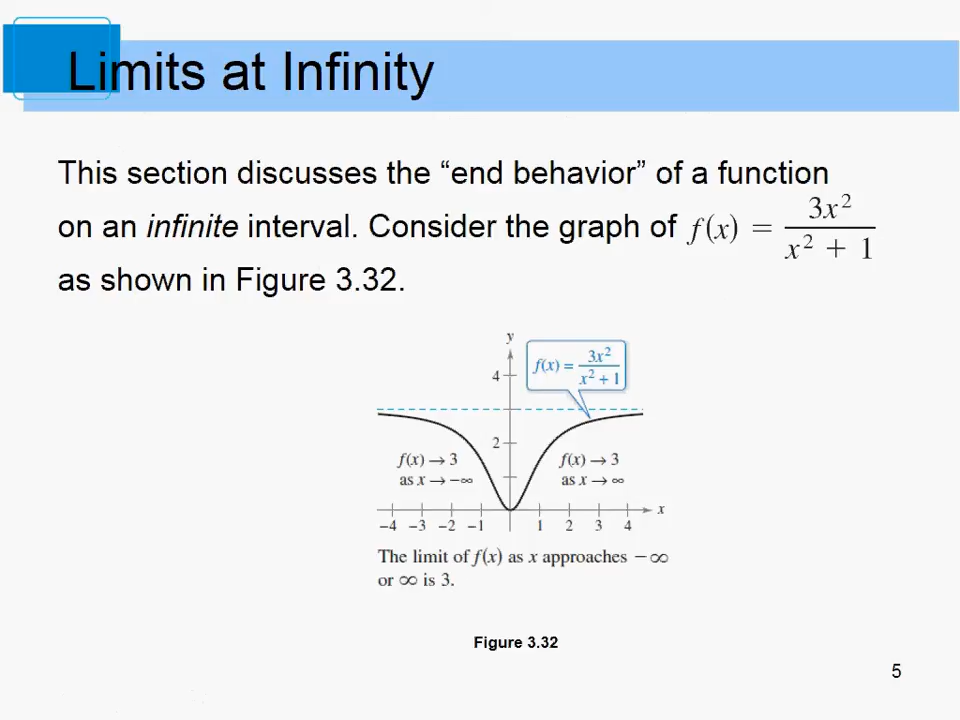 Limits at Infinity
This section discusses the “end behavior” of a function
on an infinite interval. Consider the graph of f(x) = 3x²/(x² + 1)
as shown in Figure 3.32.
y
f(x) = 3x²/(x² + 1)
4
2
f(x) → 3
as x → −∞
f(x) → 3
as x → ∞
x
−4 −3 −2 −1 1 2 3 4
The limit of f(x) as x approaches −∞
or ∞ is 3.
Figure 3.32
5